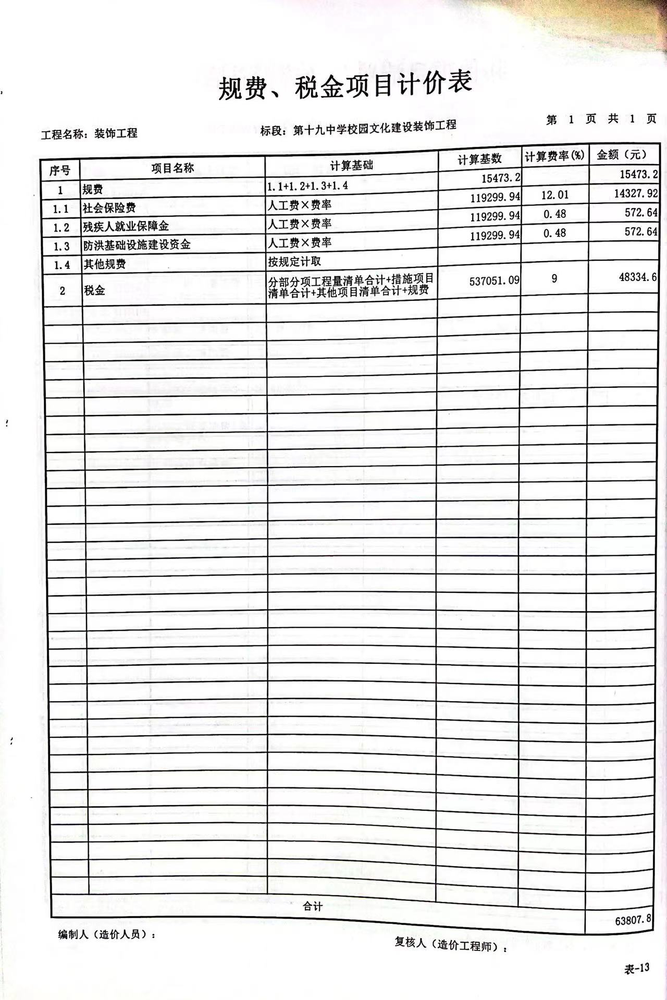 规费、税金项目计价表
工程名称：装饰工程 标段：第十九中学校园文化建设装饰工程 第 1 页 共 1 页
序号 项目名称 计算基础 计算基数 计算费率(%) 金额（元）
1 规费 1.1+1.2+1.3+1.4 15473.2 15473.2
1.1 社会保险费 人工费×费率 119299.94 12.01 14327.92
1.2 残疾人就业保障金 人工费×费率 119299.94 0.48 572.64
1.3 防洪基础设施建设资金 人工费×费率 119299.94 0.48 572.64
1.4 其他规费 按规定计取
2 税金 分部分项工程量清单合计+措施项目 537051.09 9 48334.6
清单合计+其他项目清单合计+规费
合计 63807.8
编制人（造价人员）： 复核人（造价工程师）：
表-13